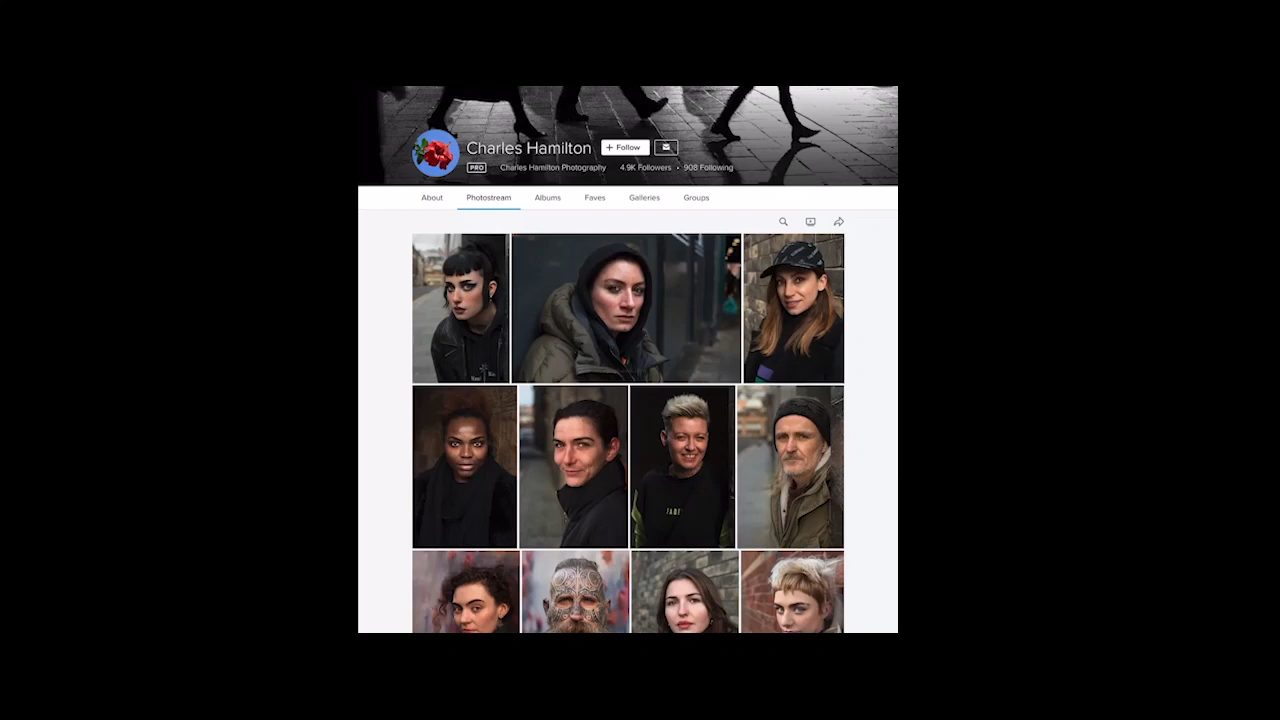 Charles Hamilton + Follow
PRO Charles Hamilton Photography 4.9K Followers • 908 Following
About Photostream Albums Faves Galleries Groups